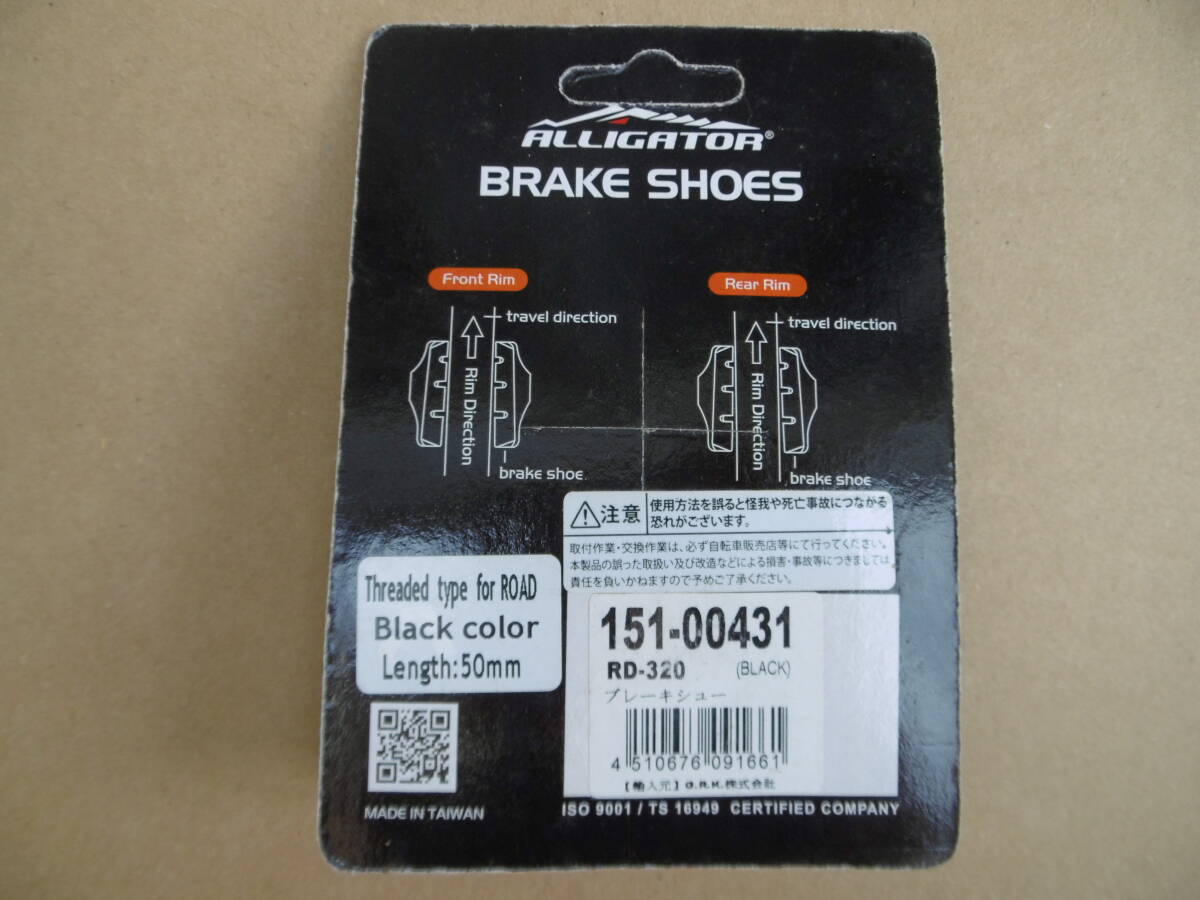 ALLIGATOR®
BRAKE SHOES
Front Rim
travel direction
Rim Direction
brake shoe
Rear Rim
travel direction
Rim Direction
brake shoe
注意
使用方法を誤ると怪我や死亡事故につながる
恐れがございます。
取付作業・交換作業は、必ず自転車販売店等にて行ってください。
本製品の誤った取扱い及び改造などによる損害・事故等につきましては
責任を負いかねますので予めご了承ください。
Threaded type for ROAD
Black color
Length:50mm
151-00431
RD-320 (BLACK)
ブレーキシュー
4 510676 091661
【輸入元】G.R.K.株式会社
MADE IN TAIWAN
ISO 9001 / TS 16949 CERTIFIED COMPANY